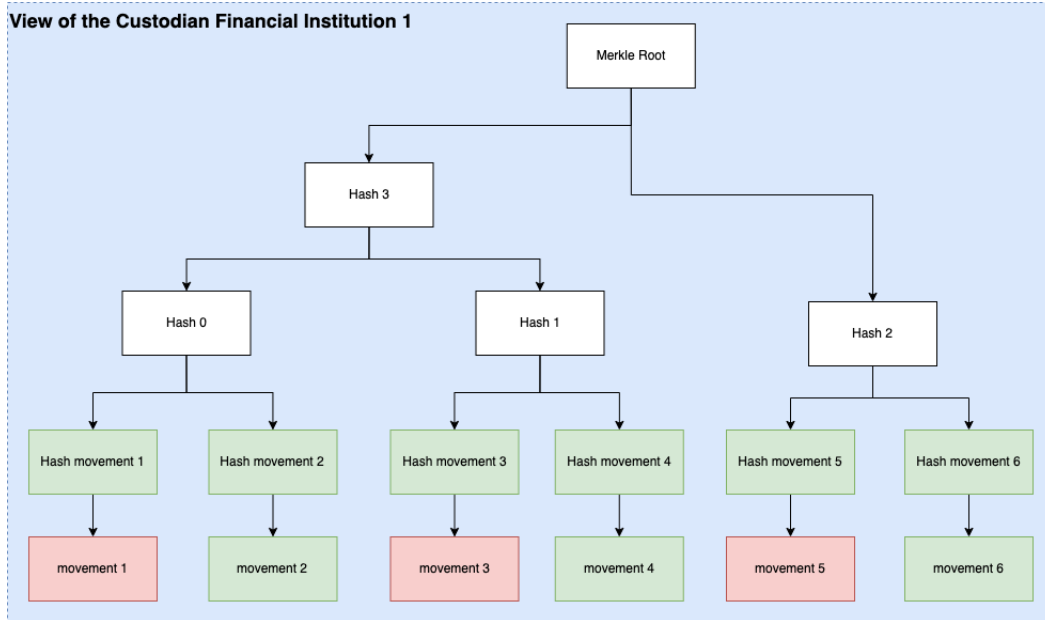 View of the Custodian Financial Institution 1
Merkle Root
Hash 3
Hash 0
Hash 1
Hash 2
Hash movement 1
Hash movement 2
Hash movement 3
Hash movement 4
Hash movement 5
Hash movement 6
movement 1
movement 2
movement 3
movement 4
movement 5
movement 6